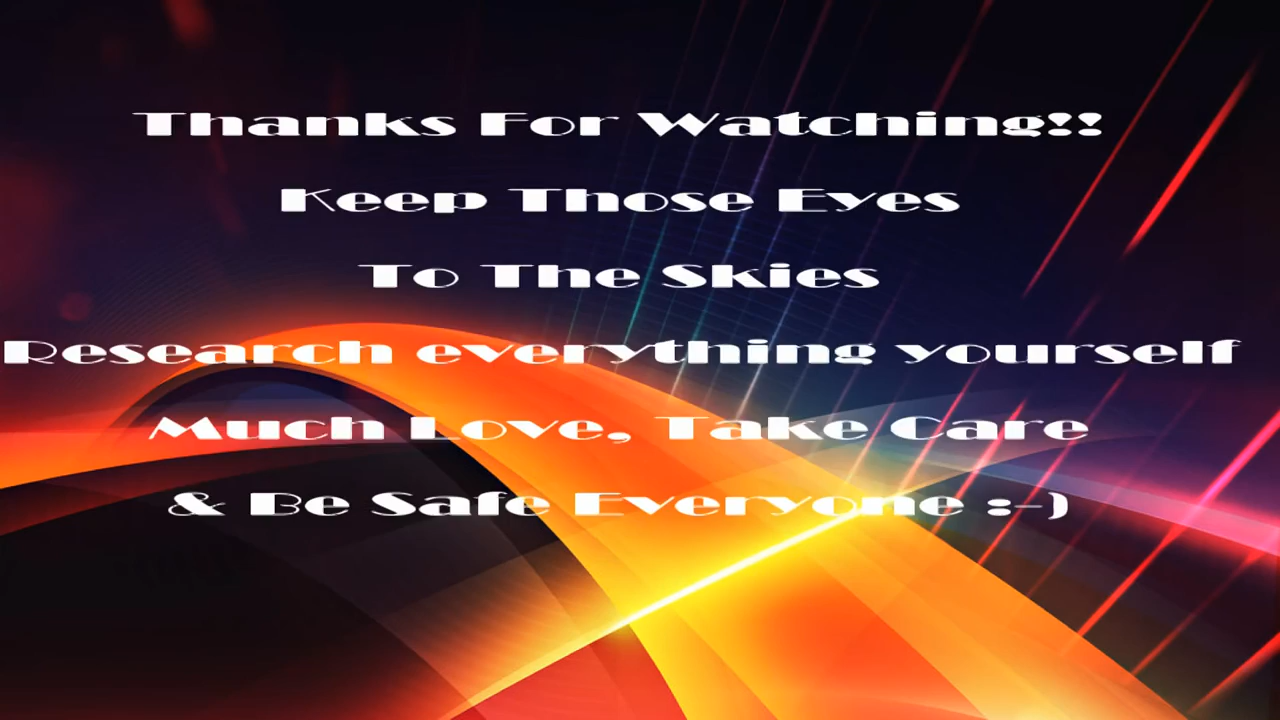 Thanks For Watching!!
Keep Those Eyes
To The Skies
Research everything yourself
Much Love, Take Care
& Be Safe Everyone :-)